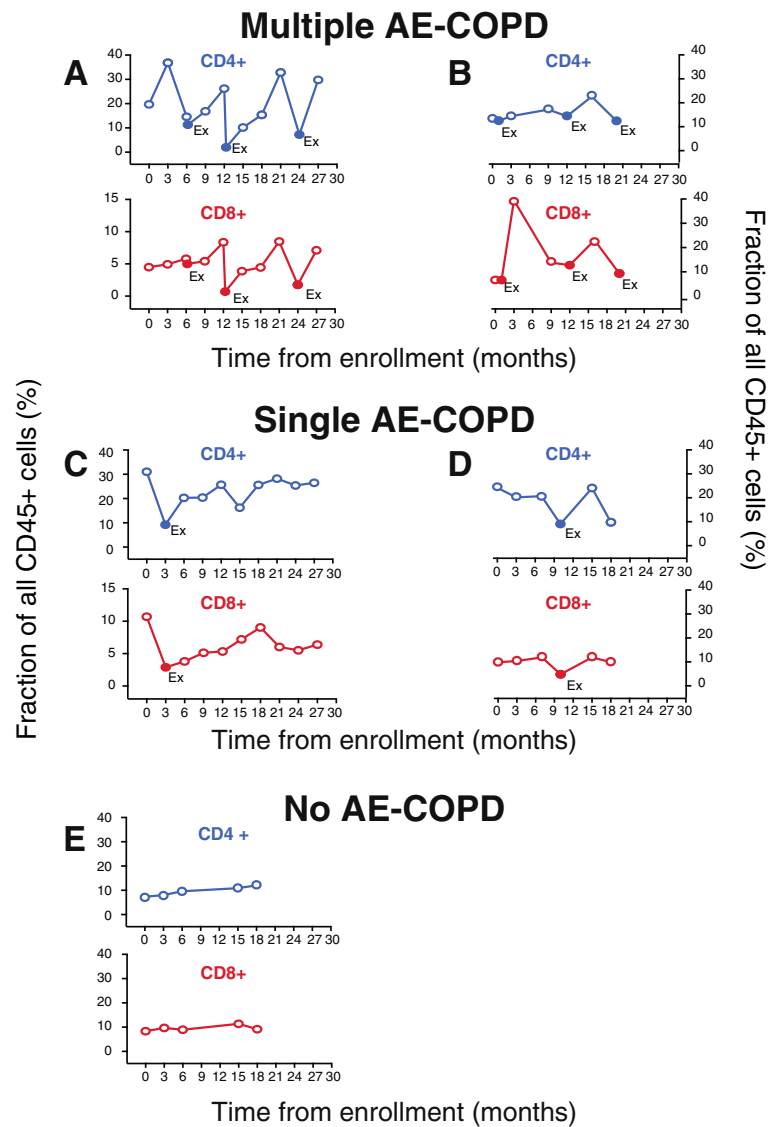 Multiple AE-COPD
A
CD4+
40
30
20
10
0
Ex
Ex
Ex
0 3 6 9 12 15 18 21 24 27 30
CD8+
15
10
5
0
Ex
Ex
Ex
0 3 6 9 12 15 18 21 24 27 30
B
CD4+
40
30
20
10
0
Ex
Ex
Ex
0 3 6 9 12 15 18 21 24 27 30
CD8+
40
30
20
10
0
Ex
Ex
Ex
0 3 6 9 12 15 18 21 24 27 30
Time from enrollment (months)
Fraction of all CD45+ cells (%)
Fraction of all CD45+ cells (%)
Single AE-COPD
C
CD4+
40
30
20
10
0
Ex
0 3 6 9 12 15 18 21 24 27 30
CD8+
15
10
5
0
Ex
0 3 6 9 12 15 18 21 24 27 30
D
CD4+
40
30
20
10
0
Ex
0 3 6 9 12 15 18 21 24 27 30
CD8+
40
30
20
10
0
Ex
0 3 6 9 12 15 18 21 24 27 30
Time from enrollment (months)
No AE-COPD
E
CD4 +
40
30
20
10
0
0 3 6 9 12 15 18 21 24 27 30
CD8+
40
30
20
10
0
0 3 6 9 12 15 18 21 24 27 30
Time from enrollment (months)